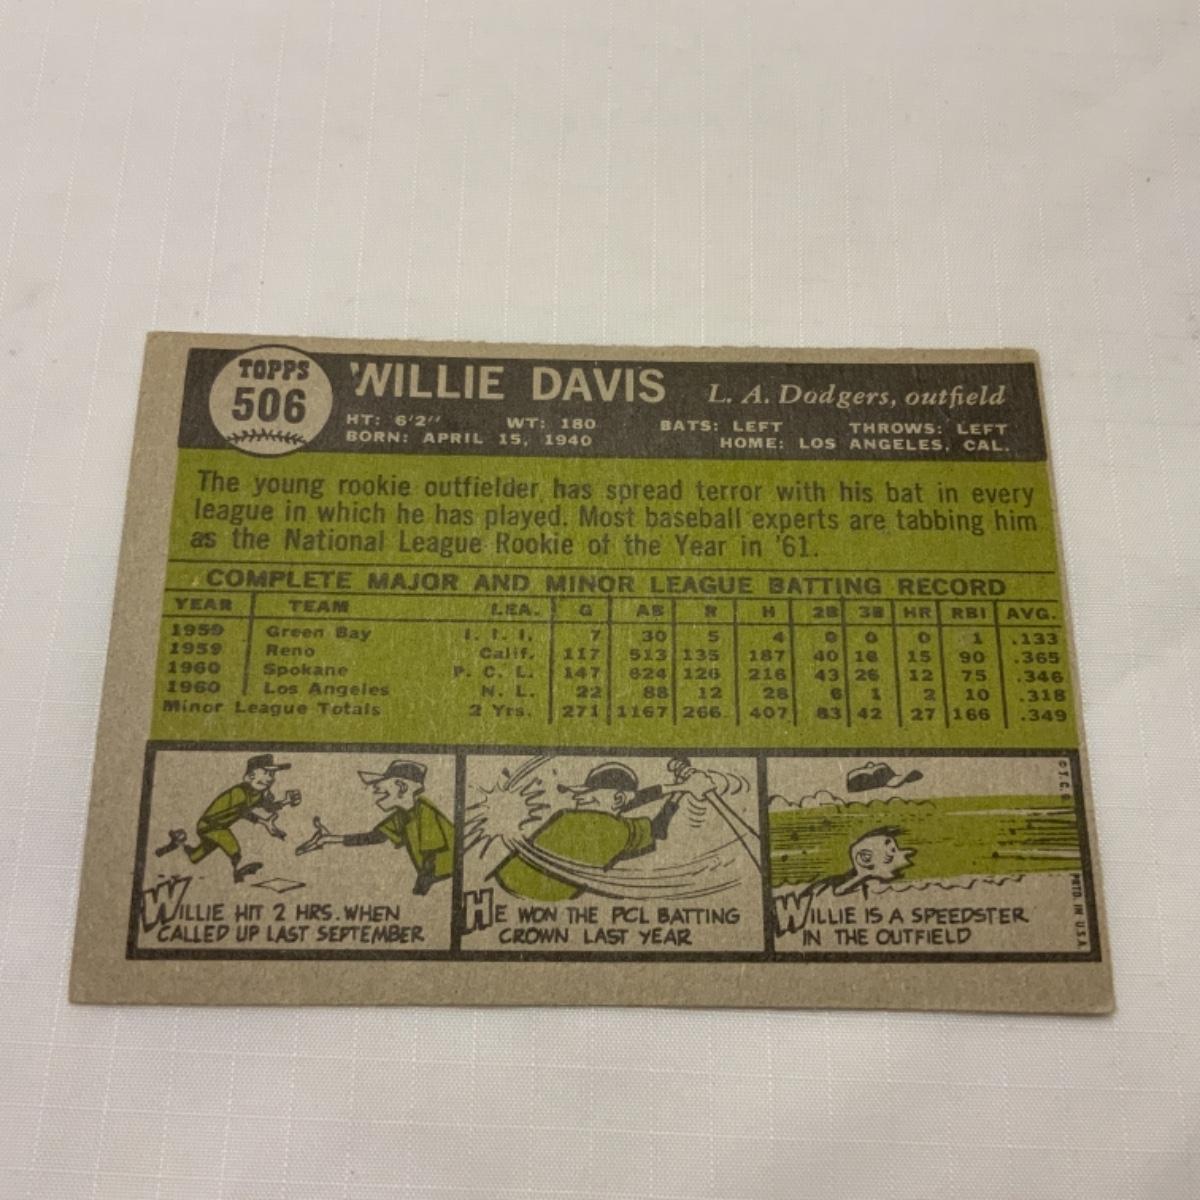 TOPPS
506
WILLIE DAVIS L. A. Dodgers, outfield
HT: 6'2" WT: 180 BATS: LEFT THROWS: LEFT
BORN: APRIL 15, 1940 HOME: LOS ANGELES, CAL.
The young rookie outfielder has spread terror with his bat in every
league in which he has played. Most baseball experts are tabbing him
as the National League Rookie of the Year in '61.
COMPLETE MAJOR AND MINOR LEAGUE BATTING RECORD
YEAR TEAM LEA. G AB R H 2B 3B HR RBI AVG.
1959 Green Bay I. I. I. 7 30 5 4 0 0 0 1 .133
1959 Reno Calif. 117 513 135 187 40 16 15 90 .365
1960 Spokane P. C. L. 147 624 126 216 43 26 12 75 .346
1960 Los Angeles N. L. 22 88 12 28 6 1 2 10 .318
Minor League Totals 2 Yrs. 271 1167 266 407 83 42 27 166 .349
WILLIE HIT 2 HRS. WHEN
CALLED UP LAST SEPTEMBER
HE WON THE PCL BATTING
CROWN LAST YEAR
WILLIE IS A SPEEDSTER
IN THE OUTFIELD
© T.C.G.
PRTD. IN U.S.A.